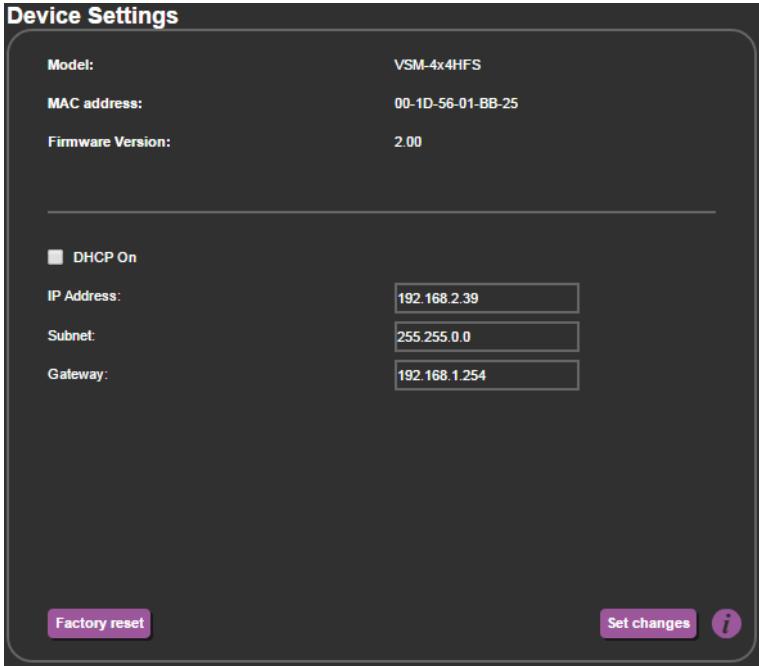 Device Settings
Model: VSM-4x4HFS
MAC address: 00-1D-56-01-BB-25
Firmware Version: 2.00
DHCP On
IP Address: 192.168.2.39
Subnet: 255.255.0.0
Gateway: 192.168.1.254
Factory reset Set changes i